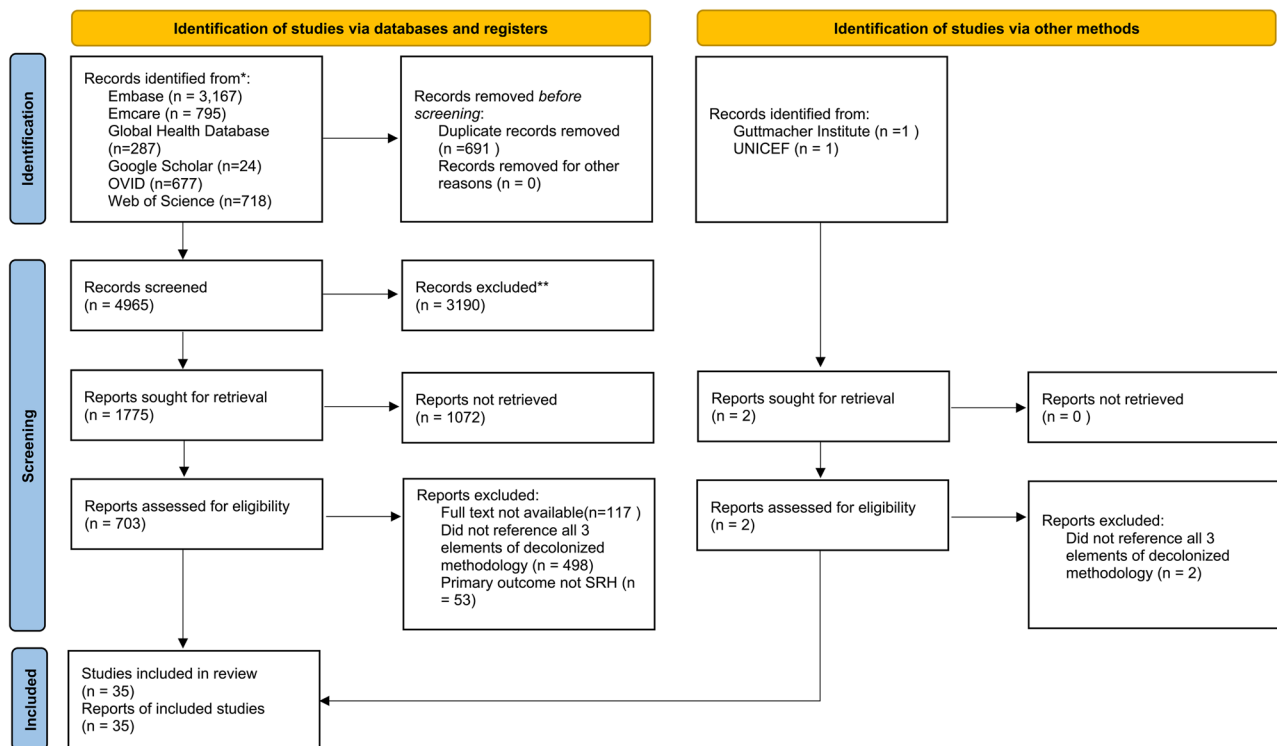 Identification of studies via databases and registers
Identification of studies via other methods
Identification
Records identified from*:
Embase (n = 3,167)
Emcare (n = 795)
Global Health Database
(n=287)
Google Scholar (n=24)
OVID (n=677)
Web of Science (n=718)
Records removed before
screening:
Duplicate records removed
(n =691 )
Records removed for other
reasons (n = 0)
Records identified from:
Guttmacher Institute (n =1 )
UNICEF (n = 1)
Screening
Records screened
(n = 4965)
Records excluded**
(n = 3190)
Reports sought for retrieval
(n = 1775)
Reports not retrieved
(n = 1072)
Reports sought for retrieval
(n = 2)
Reports not retrieved
(n = 0 )
Reports assessed for eligibility
(n = 703)
Reports excluded:
Full text not available(n=117 )
Did not reference all 3
elements of decolonized
methodology (n = 498)
Primary outcome not SRH (n
= 53)
Reports assessed for eligibility
(n = 2)
Reports excluded:
Did not reference all 3
elements of decolonized
methodology (n = 2)
Included
Studies included in review
(n = 35)
Reports of included studies
(n = 35)